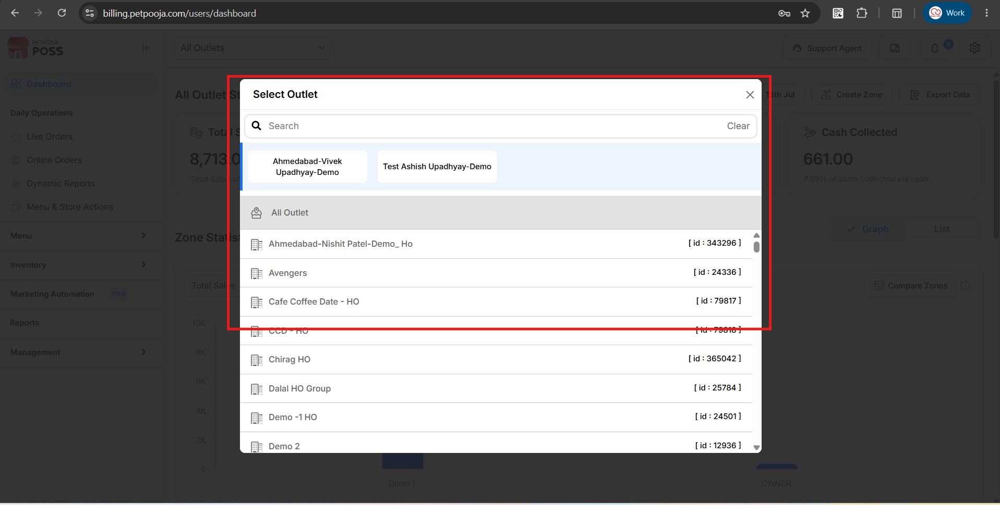 billing.petpooja.com/users/dashboard
Work
PETPOOJA
POSS
All Outlets
Support Agent
2
Dashboard
Daily Operations
Live Orders
Online Orders
Dynamic Reports
Menu & Store Actions
Menu
Inventory
Marketing Automation New
Reports
Management
All Outlet St
16th Jul
Create Zone
Export Data
Total S
8,713.0
Total Sales of
Cash Collected
661.00
7.59% of sales collected via cash.
Zone Statist
Graph
List
Total Sales
Compare Zones
10K
8K
6K
4K
2K
0
Demo 1
OWNER
Select Outlet
Search
Clear
Ahmedabad-Vivek
Upadhyay-Demo
Test Ashish Upadhyay-Demo
All Outlet
Ahmedabad-Nishit Patel-Demo_ Ho [ id : 343296 ]
Avengers [ id : 24336 ]
Cafe Coffee Date - HO [ id : 79817 ]
CCD - HO [ id : 79818 ]
Chirag HO [ id : 365042 ]
Dalal HO Group [ id : 25784 ]
Demo -1 HO [ id : 24501 ]
Demo 2 [ id : 12936 ]